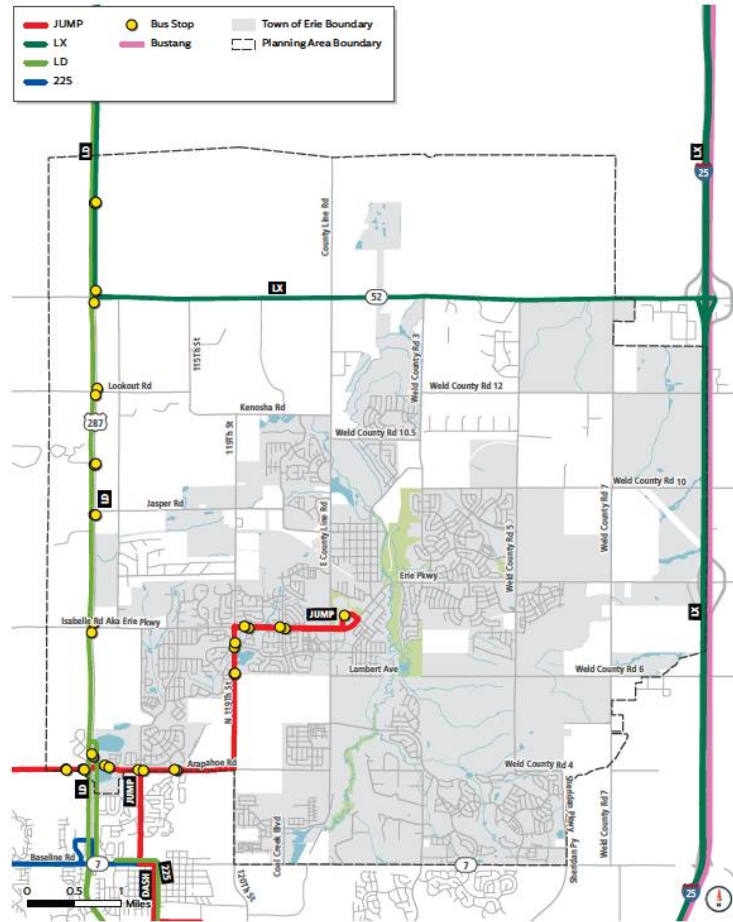 JUMP
LX
LD
225
Bus Stop
Bustang
Town of Erie Boundary
Planning Area Boundary
LD
LX
25
County Line Rd
LX
52
115Th St
Weld County Rd 3
Lookout Rd
Weld County Rd 12
Kenosha Rd
287
119Th St
Weld County Rd 10.5
Weld County Rd 10
LD
Jasper Rd
E County Line Rd
Weld County Rd 5
Weld County Rd 7
Erie Pkwy
JUMP
LX
Isabelle Rd Aka Erie Pkwy
Lambert Ave
Weld County Rd 6
N 119Th St
Arapahoe Rd
Weld County Rd 4
LD
JUMP
Sheridan Pkwy
Weld County Rd 7
Coal Creek Blvd
Baseline Rd
7
225
DASH
7
Sheridan Py
120Th St
25
0 0.5 1
Miles
N